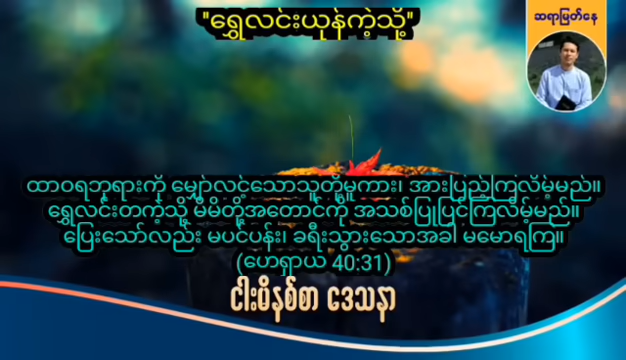 "ရွှေလင်းယုန်ကဲ့သို့"
ဆရာမြတ်နေ
ထာဝရဘုရားကို မျှော်လင့်သောသူတို့မူကား၊ အားပြည့်ကြလိမ့်မည်။
ရွှေလင်းတကဲ့သို့ မိမိတို့အတောင်ကို အသစ်ပြုပြင်ကြလိမ့်မည်။
ပြေးသော်လည်း မပင်ပန်း၊ ခရီးသွားသောအခါ မမောရကြ။
(ဟေရှာယ 40:31)
ငါးမိနစ်စာ ဒေသနာ